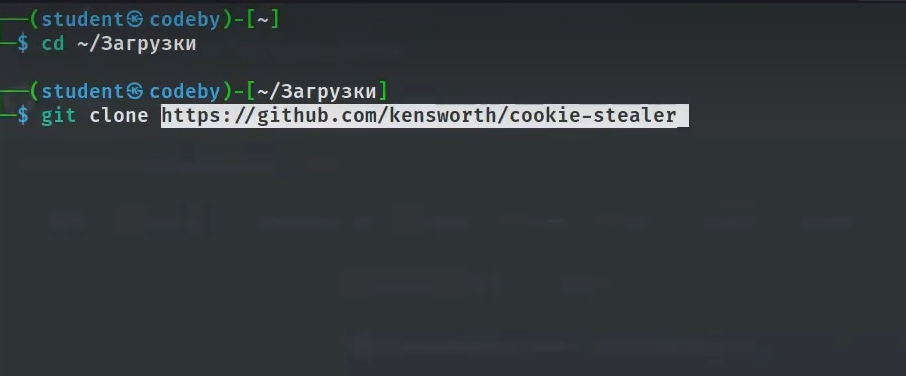 ──(student㉿codeby)-[~]
─$ cd ~/Загрузки
──(student㉿codeby)-[~/Загрузки]
─$ git clone https://github.com/kensworth/cookie-stealer